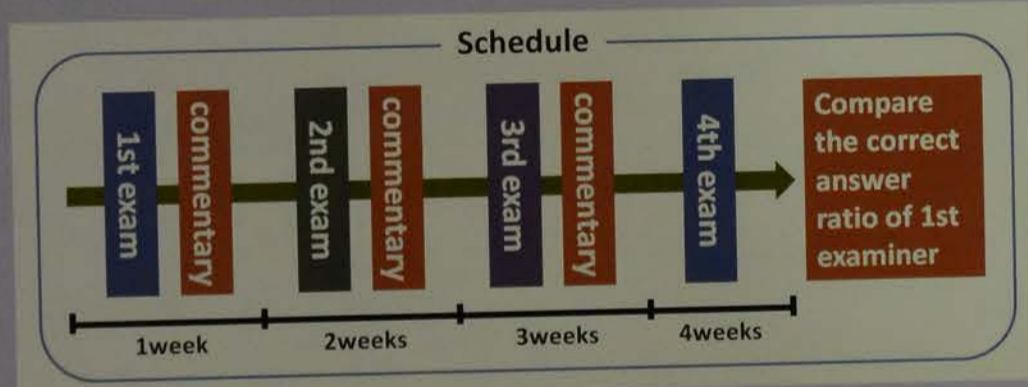 Schedule
1st exam
commentary
2nd exam
commentary
3rd exam
commentary
4th exam
Compare
the correct
answer
ratio of 1st
examiner
1week
2weeks
3weeks
4weeks